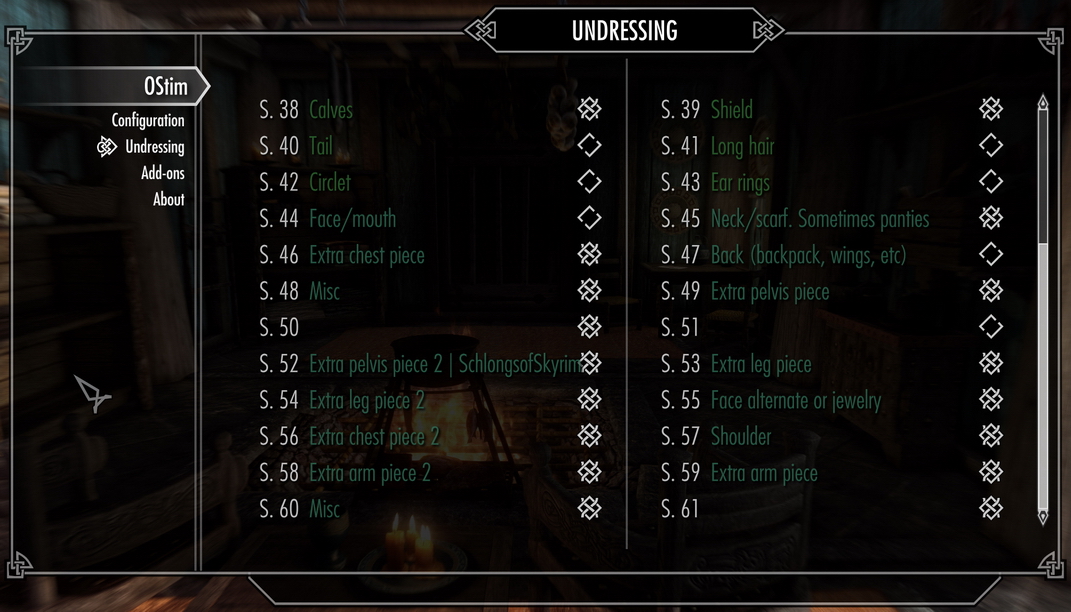 UNDRESSING
OStim
Configuration
Undressing
Add-ons
About
S. 38 Calves
S. 39 Shield
S. 40 Tail
S. 41 Long hair
S. 42 Circlet
S. 43 Ear rings
S. 44 Face/mouth
S. 45 Neck/scarf. Sometimes panties
S. 46 Extra chest piece
S. 47 Back (backpack, wings, etc)
S. 48 Misc
S. 49 Extra pelvis piece
S. 50
S. 51
S. 52 Extra pelvis piece 2 | SchlongsofSkyrim
S. 53 Extra leg piece
S. 54 Extra leg piece 2
S. 55 Face alternate or jewelry
S. 56 Extra chest piece 2
S. 57 Shoulder
S. 58 Extra arm piece 2
S. 59 Extra arm piece
S. 60 Misc
S. 61